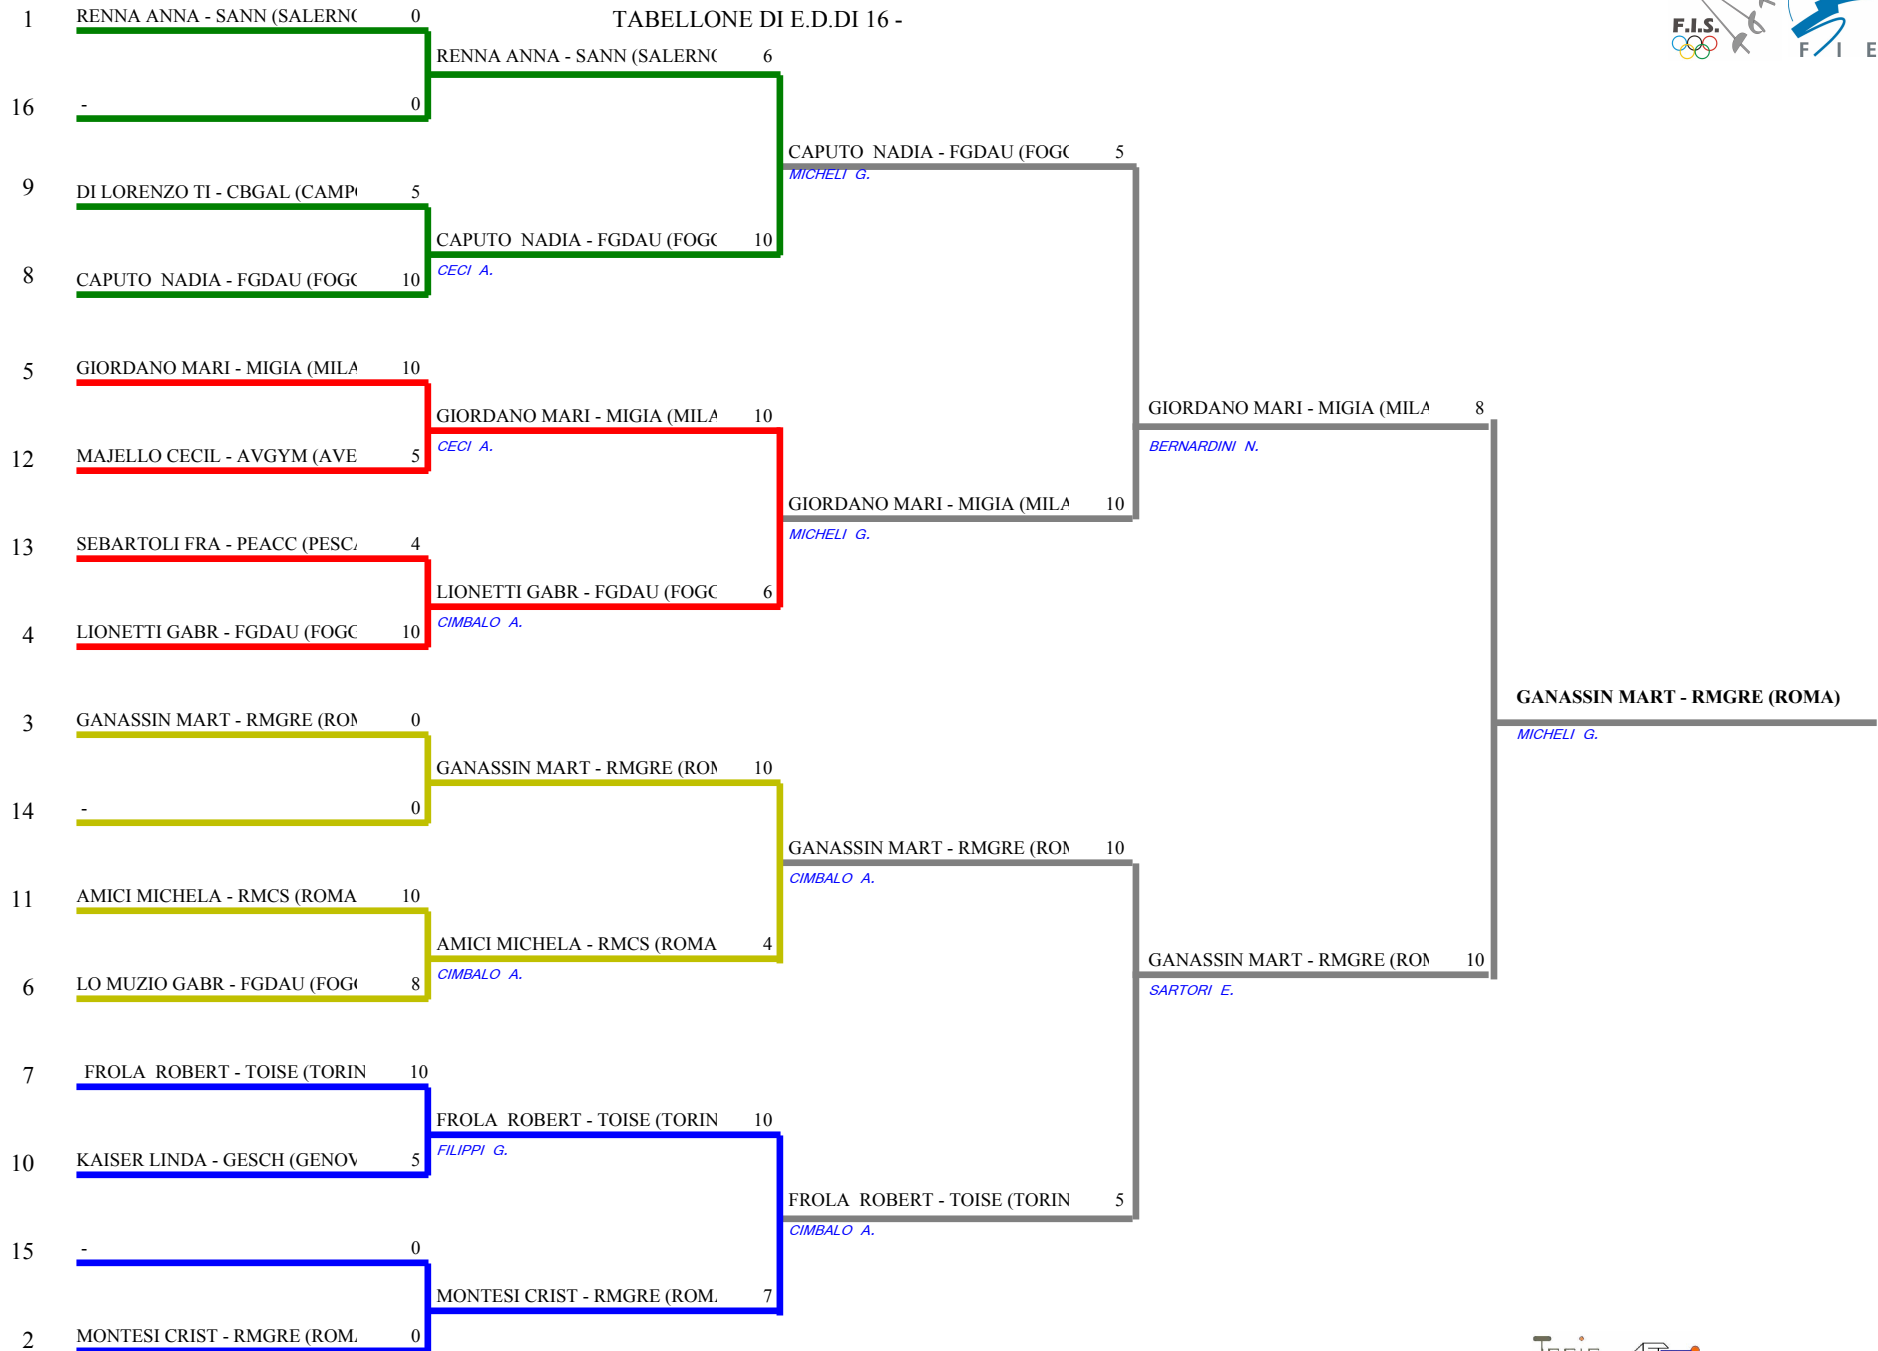 TABELLONE DI E.D.DI 16 -
F.I.S.
F I E
1 RENNA ANNA - SANN (SALERNO 0
RENNA ANNA - SANN (SALERNO 6
16 - 0
CAPUTO NADIA - FGDAU (FOGG 5
MICHELI G.
9 DI LORENZO TI - CBGAL (CAMPO 5
CAPUTO NADIA - FGDAU (FOGG 10
CECI A.
8 CAPUTO NADIA - FGDAU (FOGG 10
5 GIORDANO MARI - MIGIA (MILA 10
GIORDANO MARI - MIGIA (MILA 10
CECI A.
GIORDANO MARI - MIGIA (MILA 8
BERNARDINI N.
12 MAJELLO CECIL - AVGYM (AVE 5
GIORDANO MARI - MIGIA (MILA 10
MICHELI G.
13 SEBARTOLI FRA - PEACC (PESCA 4
LIONETTI GABR - FGDAU (FOGG 6
CIMBALO A.
4 LIONETTI GABR - FGDAU (FOGG 10
GANASSIN MART - RMGRE (ROMA)
MICHELI G.
3 GANASSIN MART - RMGRE (ROM 0
GANASSIN MART - RMGRE (ROM 10
14 - 0
GANASSIN MART - RMGRE (ROM 10
CIMBALO A.
11 AMICI MICHELA - RMCS (ROMA 10
AMICI MICHELA - RMCS (ROMA 4
CIMBALO A.
GANASSIN MART - RMGRE (ROM 10
SARTORI E.
6 LO MUZIO GABR - FGDAU (FOGG 8
7 FROLA ROBERT - TOISE (TORIN 10
FROLA ROBERT - TOISE (TORIN 10
FILIPPI G.
10 KAISER LINDA - GESCH (GENOV 5
FROLA ROBERT - TOISE (TORIN 5
CIMBALO A.
15 - 0
MONTESI CRIST - RMGRE (ROMA 7
2 MONTESI CRIST - RMGRE (ROMA 0